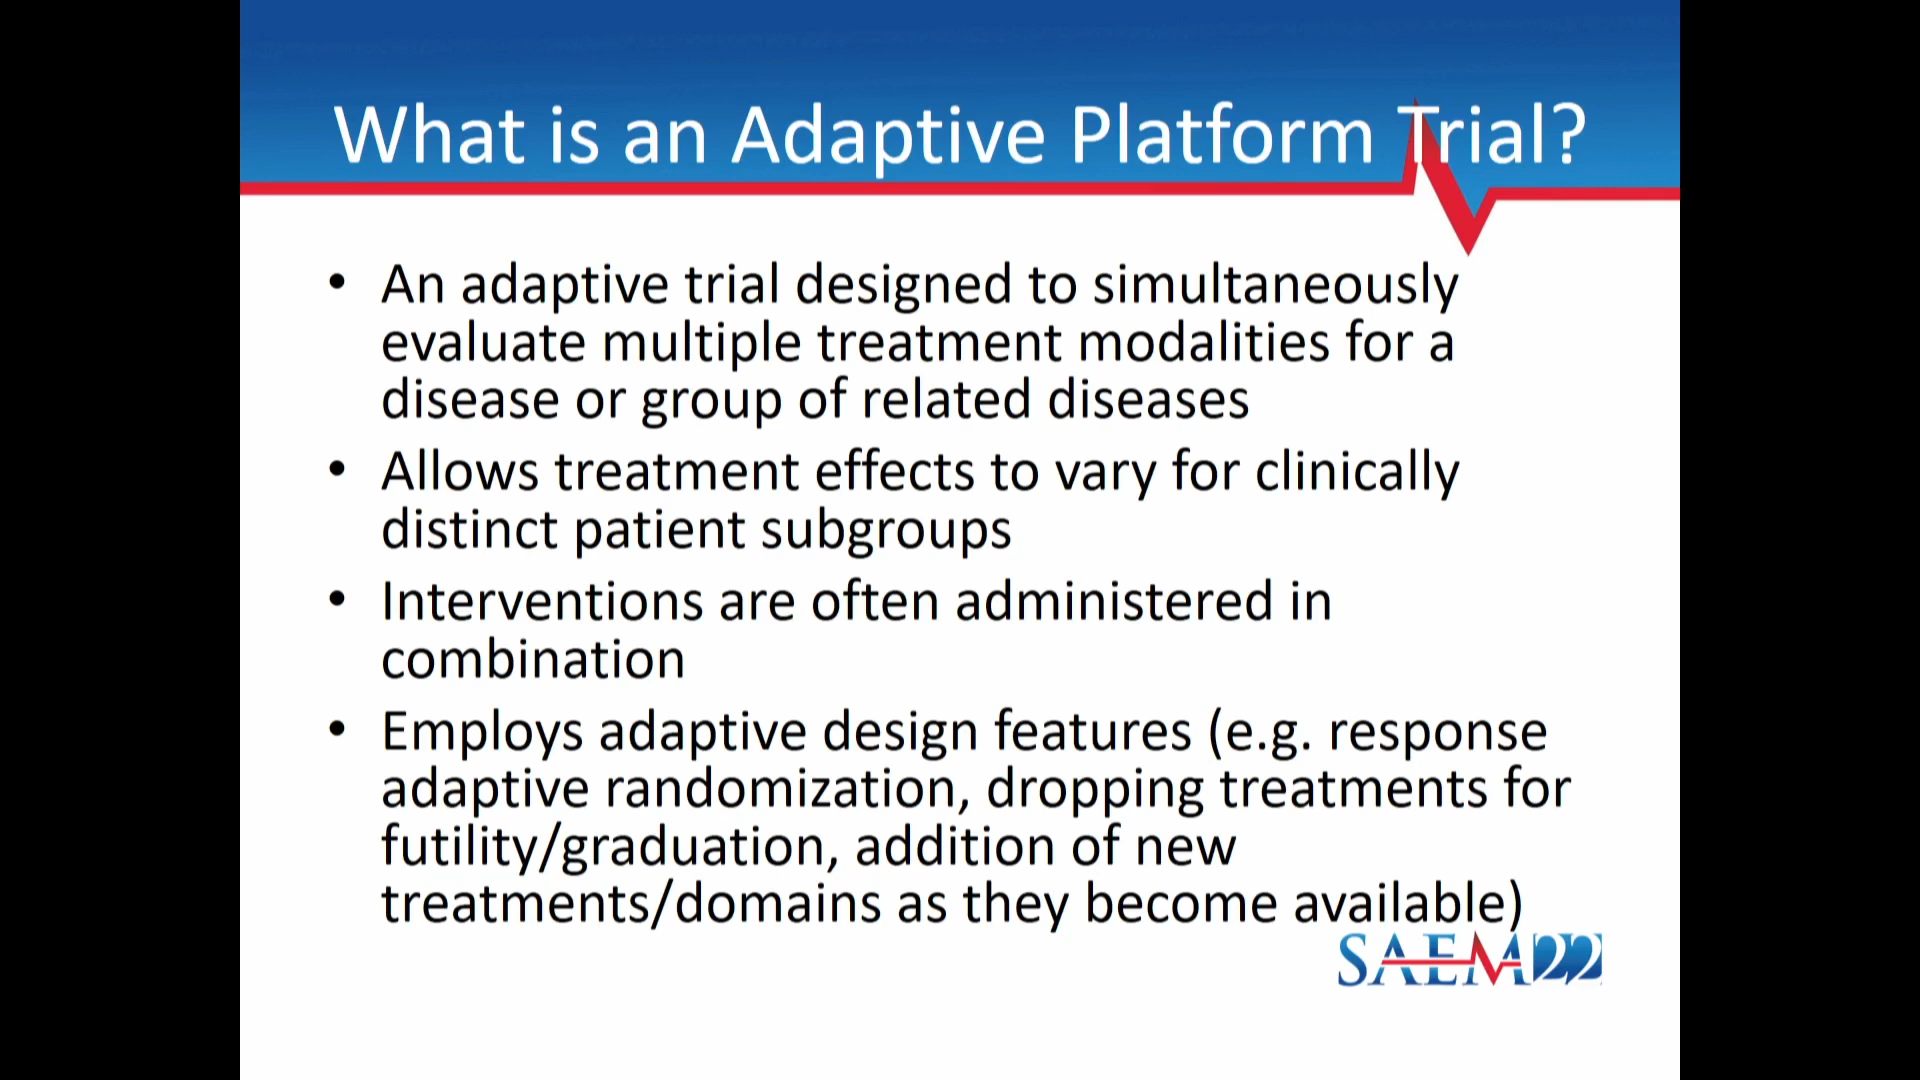 What is an Adaptive Platform Trial?
• An adaptive trial designed to simultaneously
evaluate multiple treatment modalities for a
disease or group of related diseases
• Allows treatment effects to vary for clinically
distinct patient subgroups
• Interventions are often administered in
combination
• Employs adaptive design features (e.g. response
adaptive randomization, dropping treatments for
futility/graduation, addition of new
treatments/domains as they become available)
SAEM22